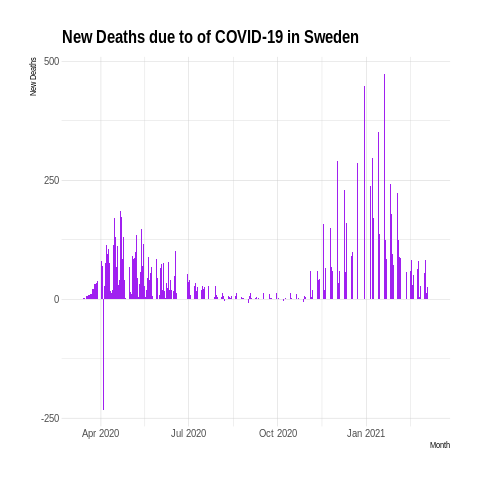 New Deaths due to of COVID-19 in Sweden
New Deaths
500
250
0
-250
Apr 2020
Jul 2020
Oct 2020
Jan 2021
Month